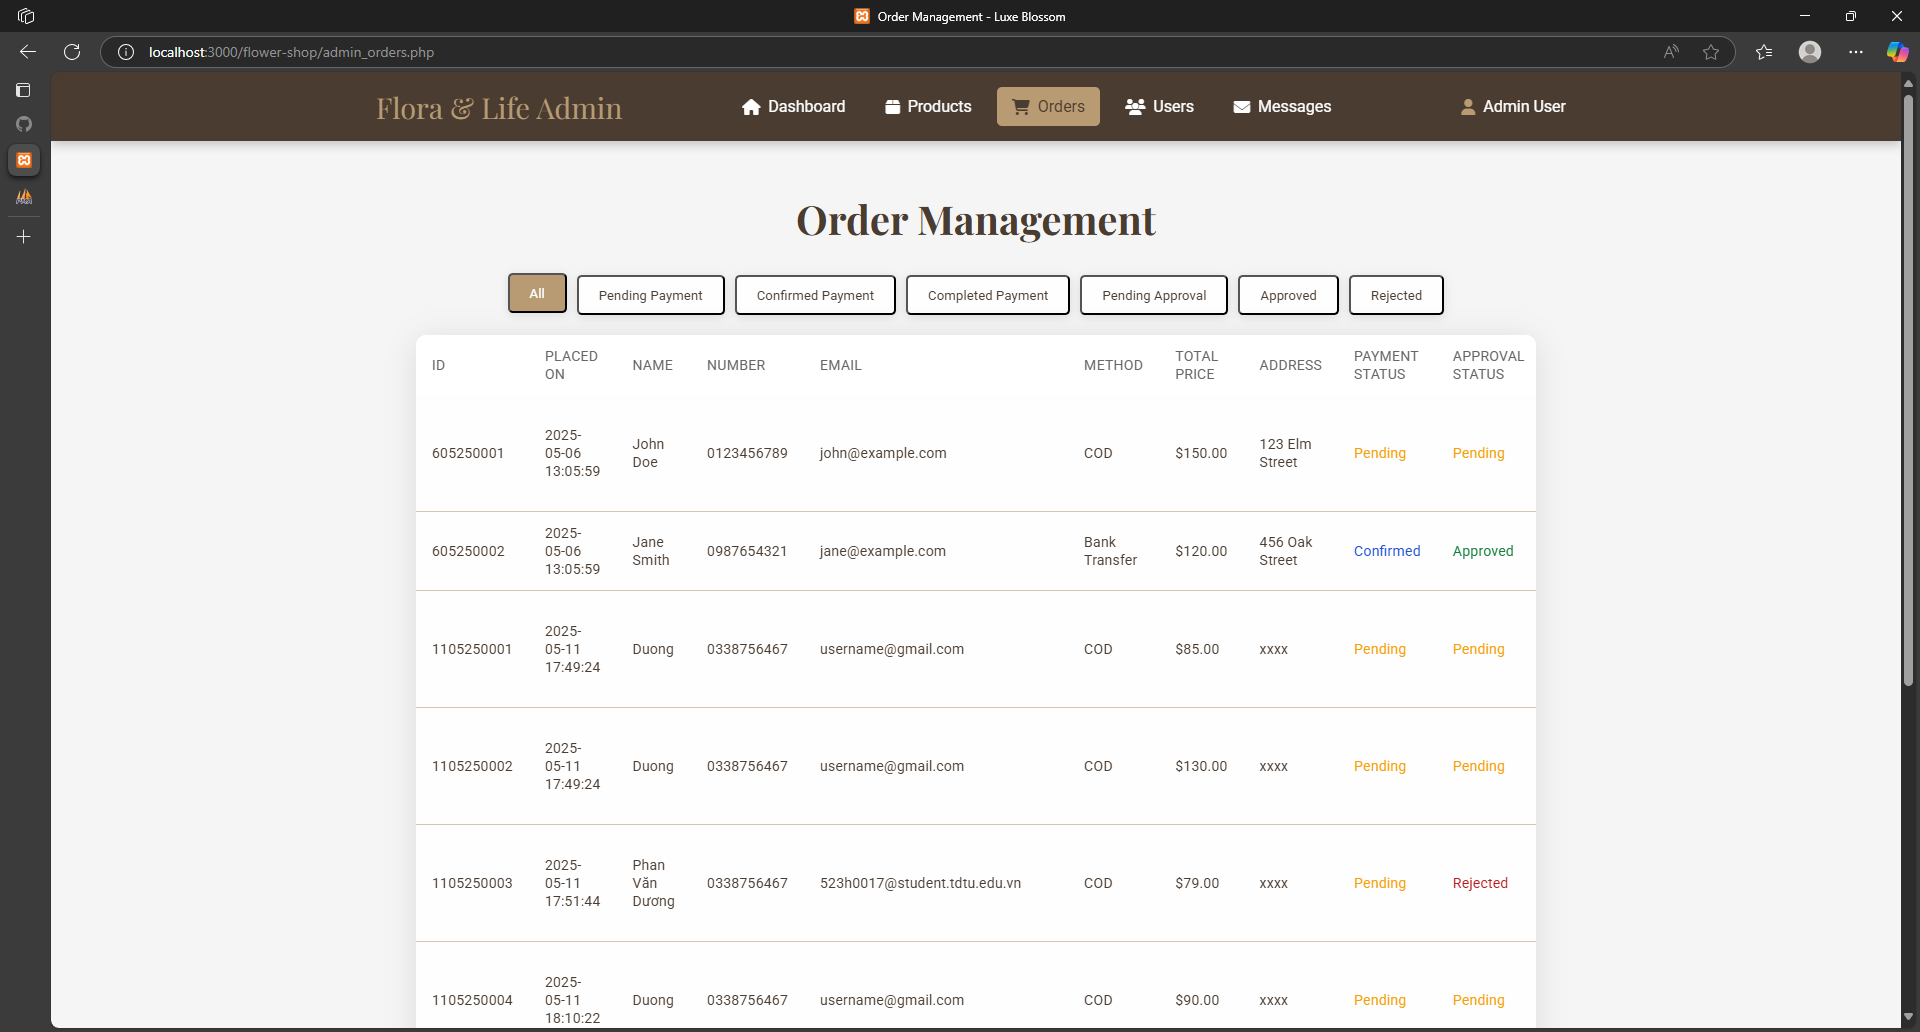 Order Management - Luxe Blossom
localhost:3000/flower-shop/admin_orders.php
Flora & Life Admin
Dashboard
Products
Orders
Users
Messages
Admin User
Order Management
All
Pending Payment
Confirmed Payment
Completed Payment
Pending Approval
Approved
Rejected
ID PLACED ON NAME NUMBER EMAIL METHOD TOTAL PRICE ADDRESS PAYMENT STATUS APPROVAL STATUS
605250001 2025-05-06 13:05:59 John Doe 0123456789 john@example.com COD $150.00 123 Elm Street Pending Pending
605250002 2025-05-06 13:05:59 Jane Smith 0987654321 jane@example.com Bank Transfer $120.00 456 Oak Street Confirmed Approved
1105250001 2025-05-11 17:49:24 Duong 0338756467 username@gmail.com COD $85.00 xxxx Pending Pending
1105250002 2025-05-11 17:49:24 Duong 0338756467 username@gmail.com COD $130.00 xxxx Pending Pending
1105250003 2025-05-11 17:51:44 Phan Văn Dương 0338756467 523h0017@student.tdtu.edu.vn COD $79.00 xxxx Pending Rejected
1105250004 2025-05-11 18:10:22 Duong 0338756467 username@gmail.com COD $90.00 xxxx Pending Pending